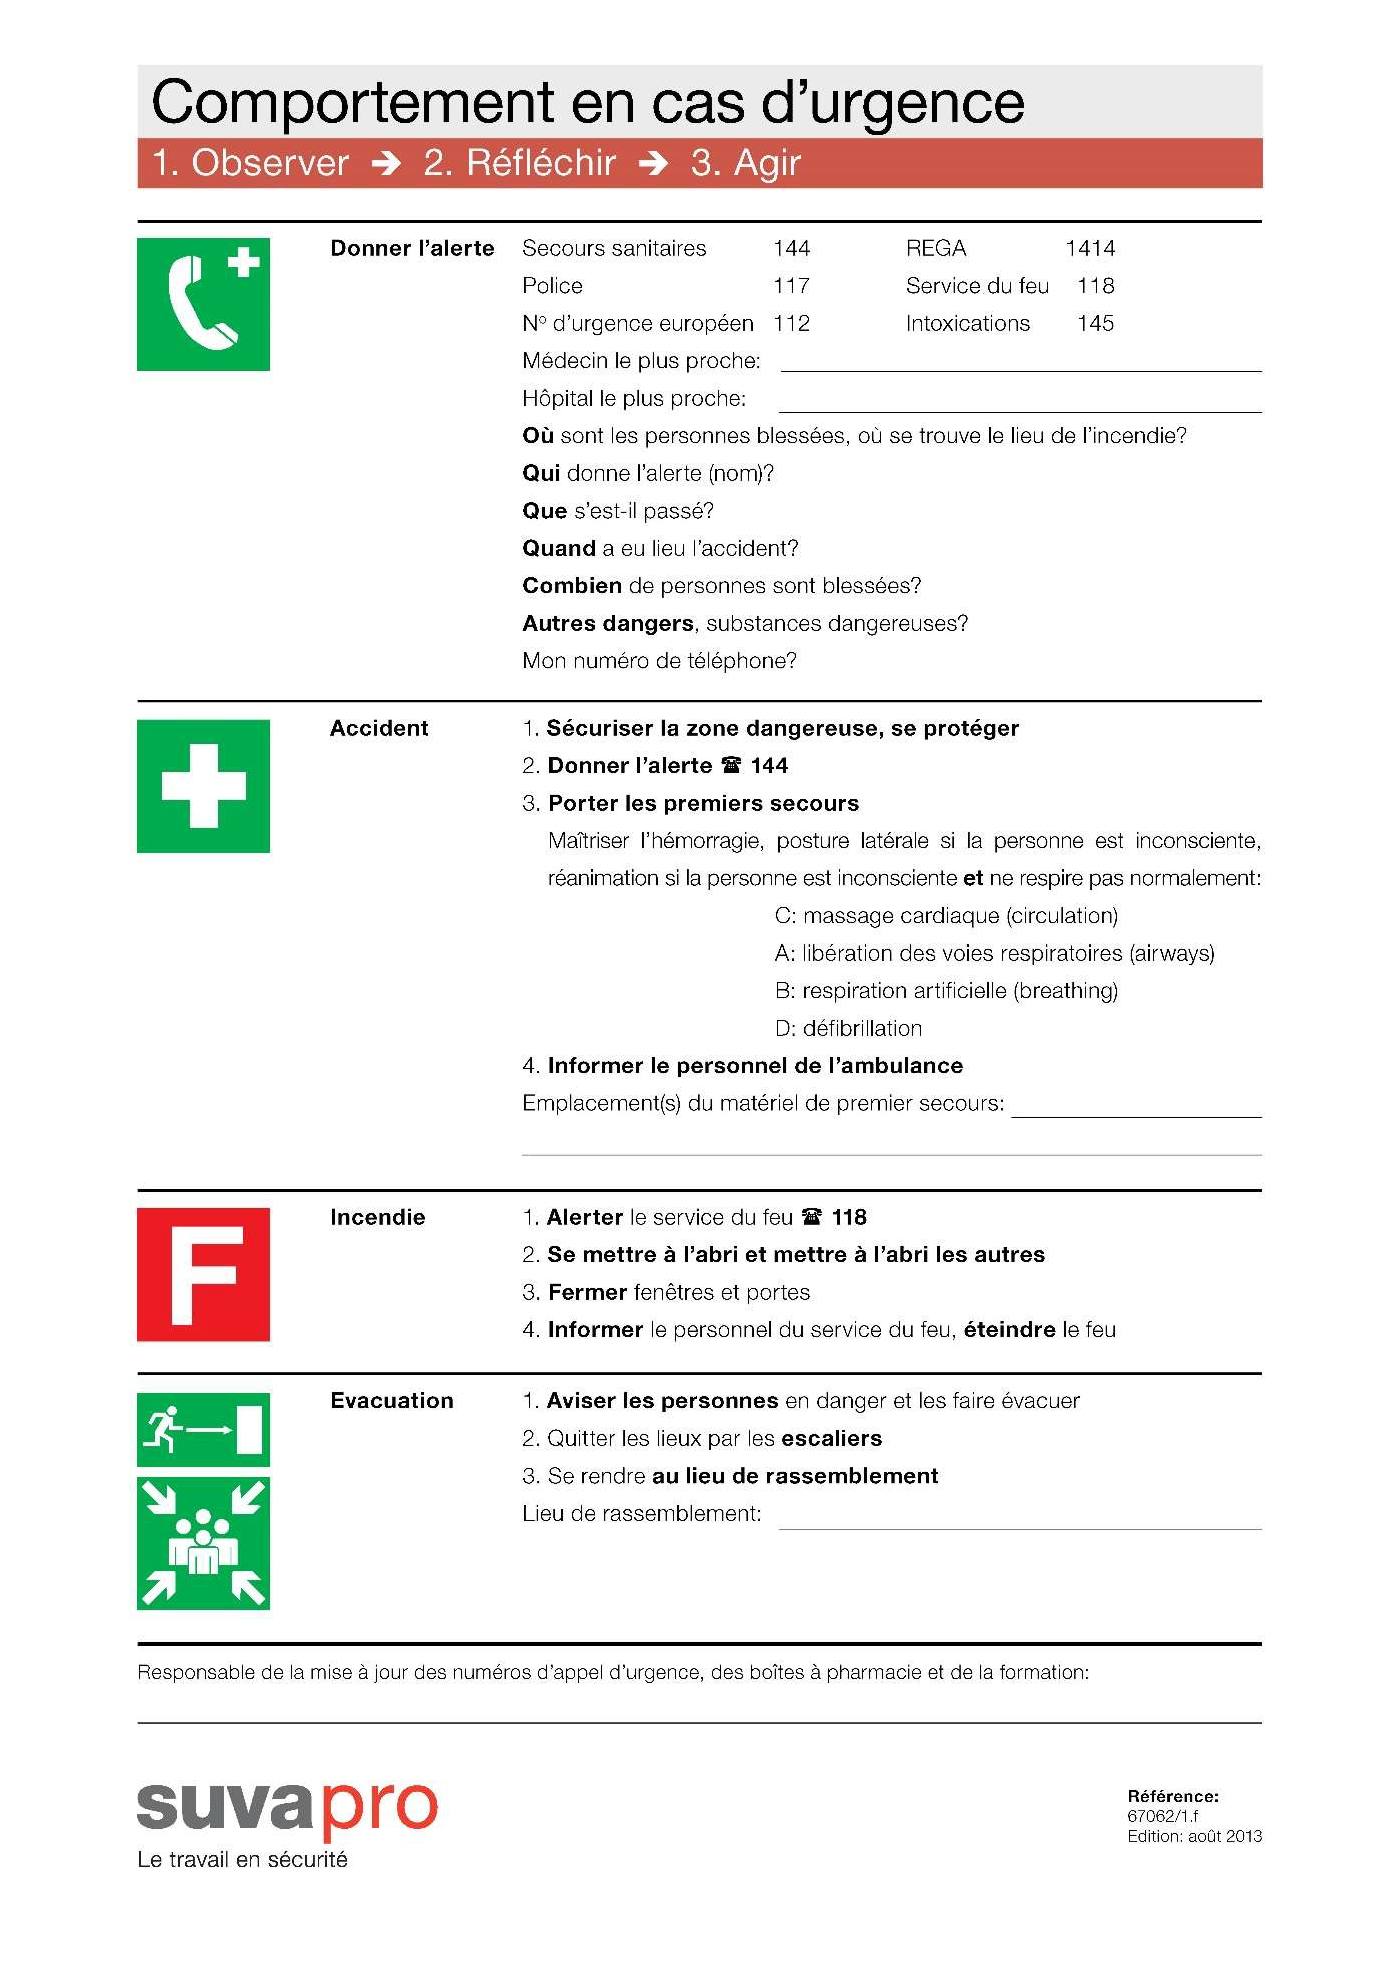 Comportement en cas d'urgence
1. Observer ➔ 2. Réfléchir ➔ 3. Agir
Donner l'alerte
Secours sanitaires 144 REGA 1414
Police 117 Service du feu 118
Nº d'urgence européen 112 Intoxications 145
Médecin le plus proche:
Hôpital le plus proche:
Où sont les personnes blessées, où se trouve le lieu de l'incendie?
Qui donne l'alerte (nom)?
Que s'est-il passé?
Quand a eu lieu l'accident?
Combien de personnes sont blessées?
Autres dangers, substances dangereuses?
Mon numéro de téléphone?
Accident
1. Sécuriser la zone dangereuse, se protéger
2. Donner l'alerte ☎ 144
3. Porter les premiers secours
Maîtriser l'hémorragie, posture latérale si la personne est inconsciente,
réanimation si la personne est inconsciente et ne respire pas normalement:
C: massage cardiaque (circulation)
A: libération des voies respiratoires (airways)
B: respiration artificielle (breathing)
D: défibrillation
4. Informer le personnel de l'ambulance
Emplacement(s) du matériel de premier secours:
F
Incendie
1. Alerter le service du feu ☎ 118
2. Se mettre à l'abri et mettre à l'abri les autres
3. Fermer fenêtres et portes
4. Informer le personnel du service du feu, éteindre le feu
Evacuation
1. Aviser les personnes en danger et les faire évacuer
2. Quitter les lieux par les escaliers
3. Se rendre au lieu de rassemblement
Lieu de rassemblement:
Responsable de la mise à jour des numéros d'appel d'urgence, des boîtes à pharmacie et de la formation:
suvapro
Le travail en sécurité
Référence:
67062/1.f
Edition: août 2013